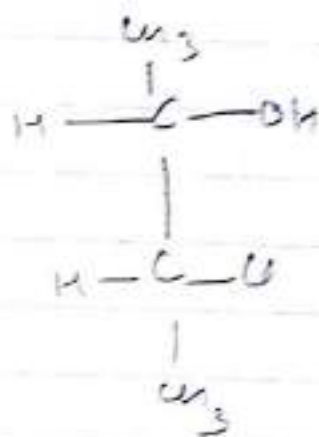 CH3
H — C — OH
H — C — Cl
CH3